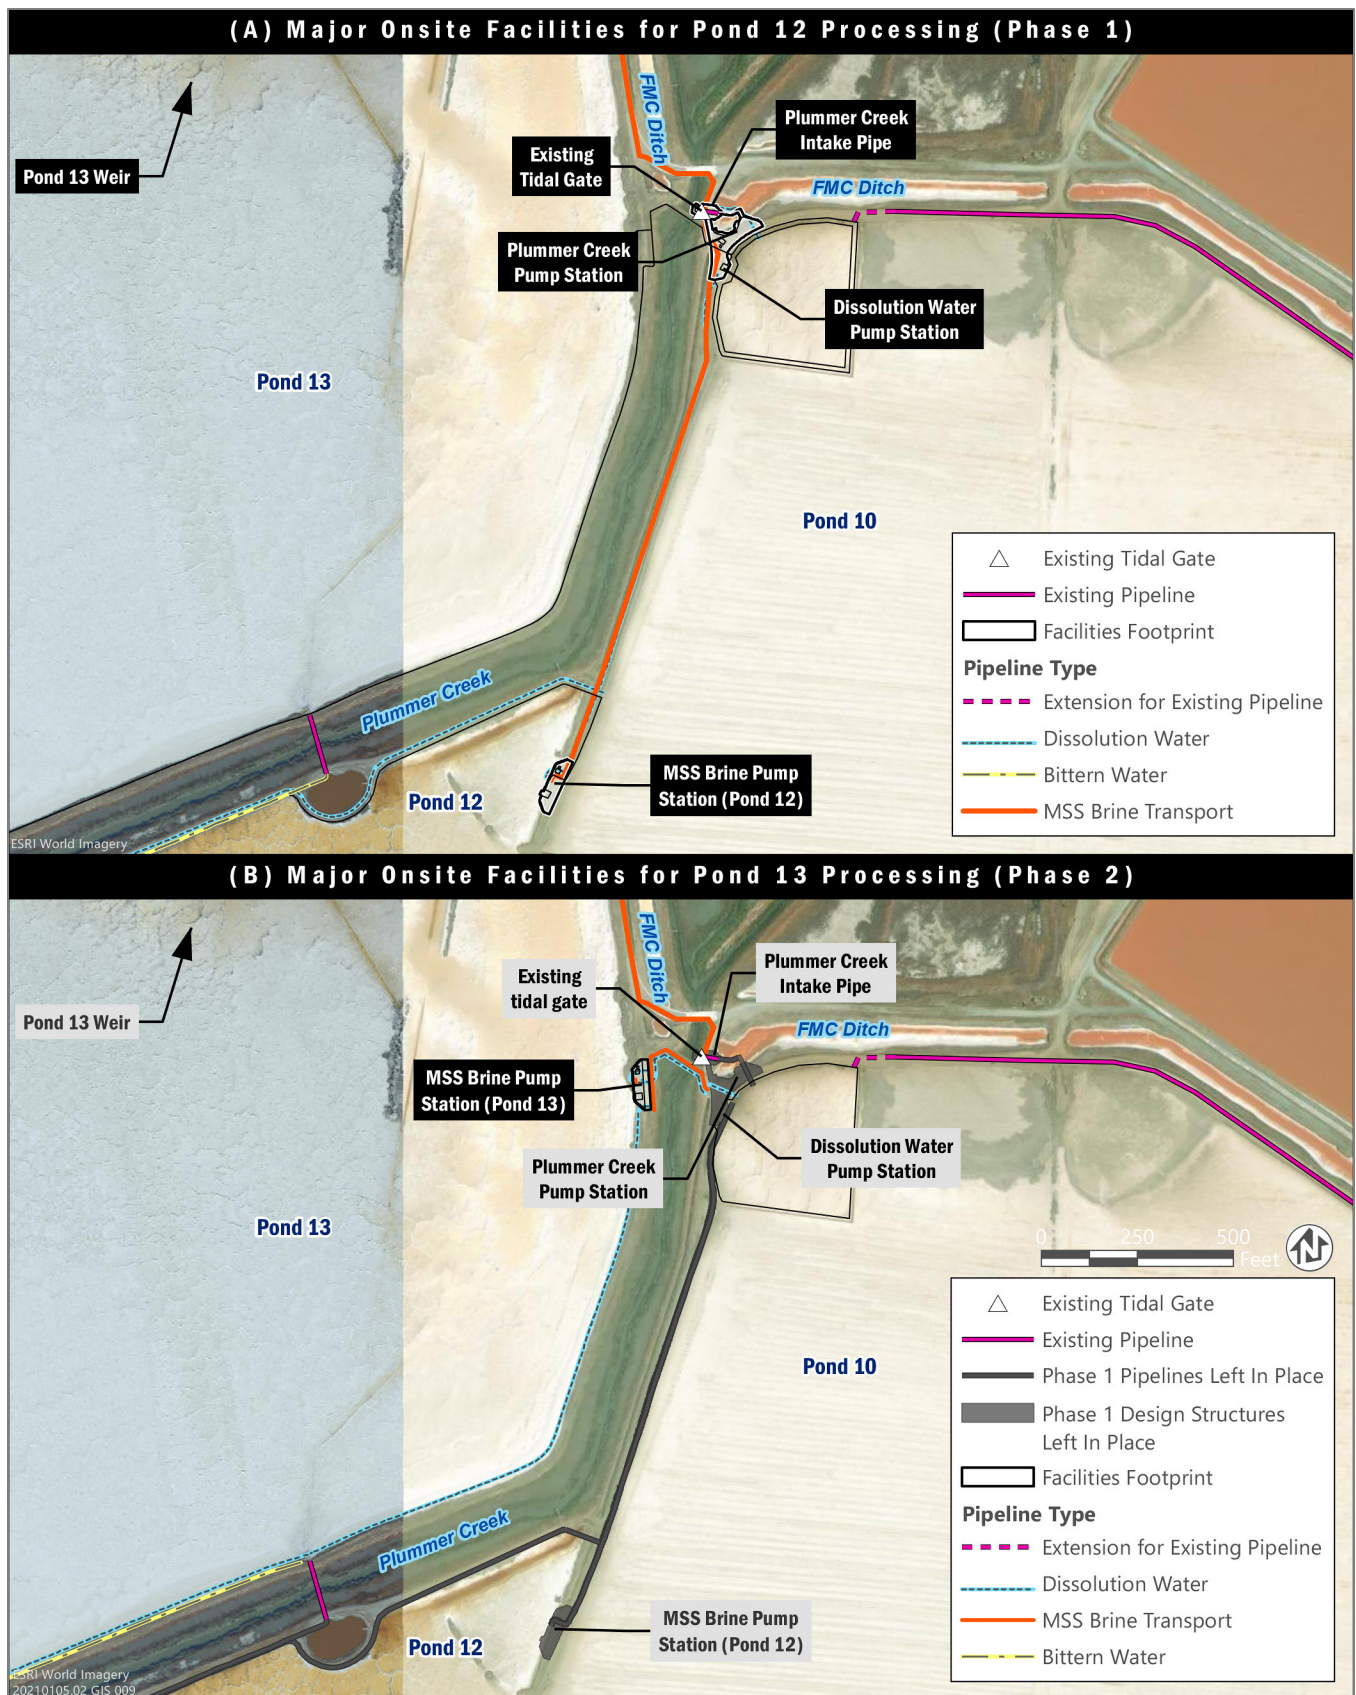 (A) Major Onsite Facilities for Pond 12 Processing (Phase 1)
FMC Ditch
Plummer Creek
Intake Pipe
Existing
Tidal Gate
Pond 13 Weir
FMC Ditch
Plummer Creek
Pump Station
Dissolution Water
Pump Station
Pond 13
Pond 10
Existing Tidal Gate
Existing Pipeline
Facilities Footprint
Pipeline Type
Extension for Existing Pipeline
Dissolution Water
Bittern Water
MSS Brine Transport
Plummer Creek
MSS Brine Pump
Station (Pond 12)
Pond 12
ESRI World Imagery
(B) Major Onsite Facilities for Pond 13 Processing (Phase 2)
FMC Ditch
Plummer Creek
Intake Pipe
Existing
tidal gate
Pond 13 Weir
FMC Ditch
MSS Brine Pump
Station (Pond 13)
Dissolution Water
Pump Station
Plummer Creek
Pump Station
Pond 13
0 250 500
Feet
N
Pond 10
Existing Tidal Gate
Existing Pipeline
Phase 1 Pipelines Left In Place
Phase 1 Design Structures
Left In Place
Facilities Footprint
Pipeline Type
Extension for Existing Pipeline
Dissolution Water
MSS Brine Transport
Bittern Water
Plummer Creek
MSS Brine Pump
Station (Pond 12)
Pond 12
ESRI World Imagery
20210105.02 GIS 009